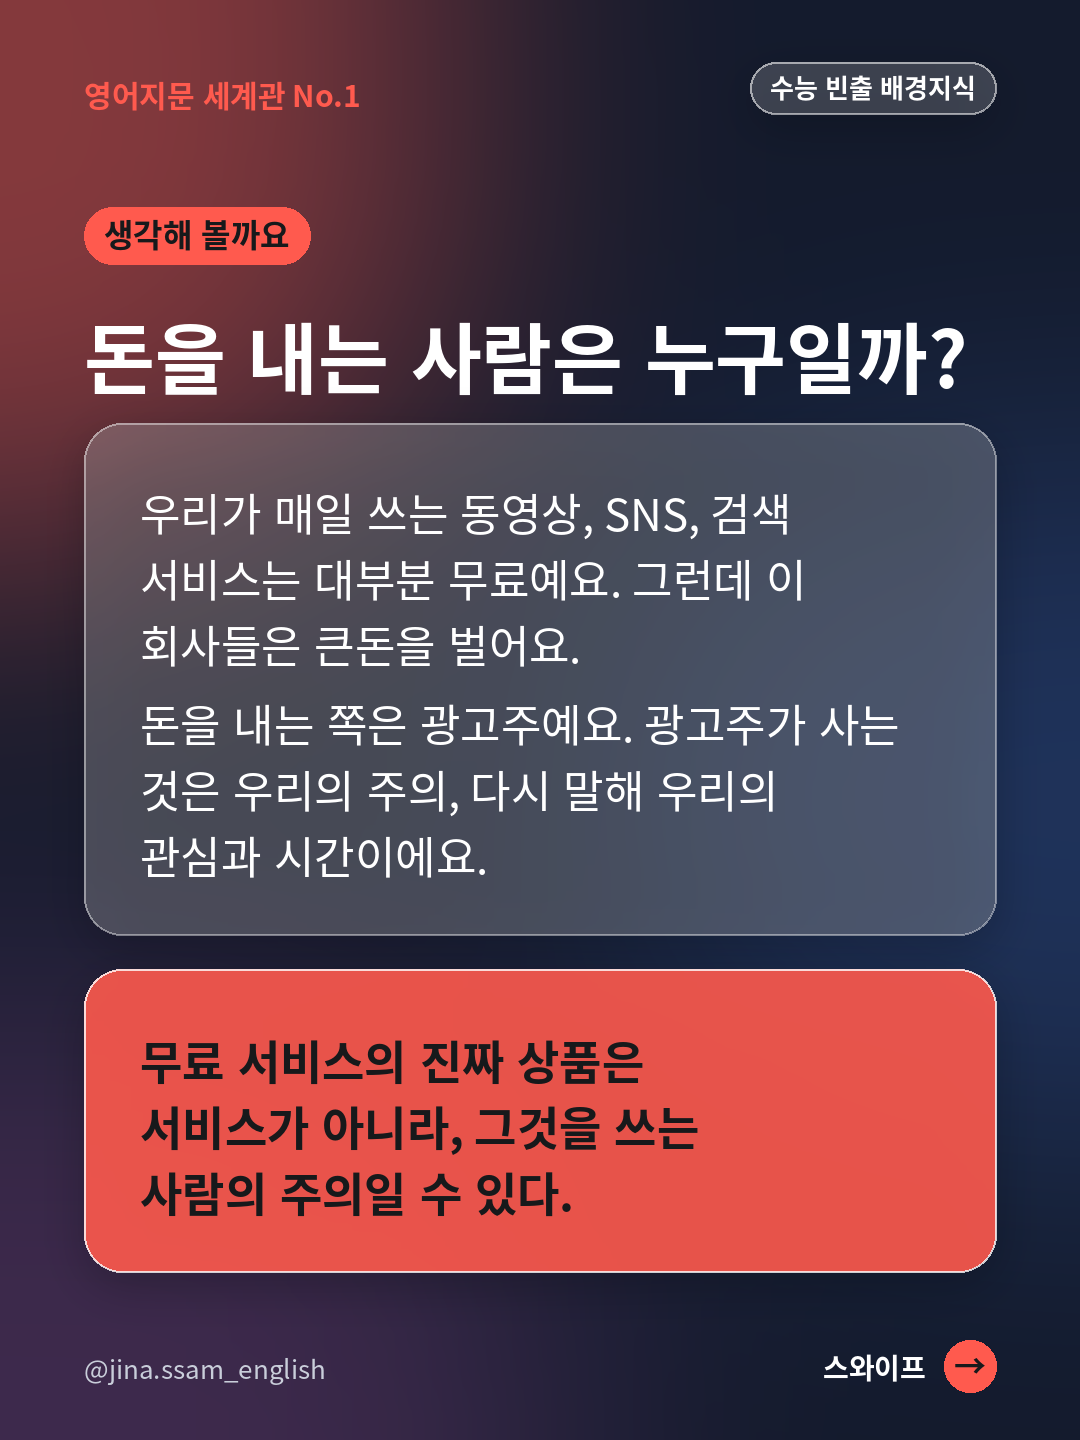 영어지문 세계관 No.1
수능 빈출 배경지식
생각해 볼까요
돈을 내는 사람은 누구일까?
우리가 매일 쓰는 동영상, SNS, 검색
서비스는 대부분 무료예요. 그런데 이
회사들은 큰돈을 벌어요.
돈을 내는 쪽은 광고주예요. 광고주가 사는
것은 우리의 주의, 다시 말해 우리의
관심과 시간이에요.
무료 서비스의 진짜 상품은
서비스가 아니라, 그것을 쓰는
사람의 주의일 수 있다.
@jina.ssam_english
스와이프 →